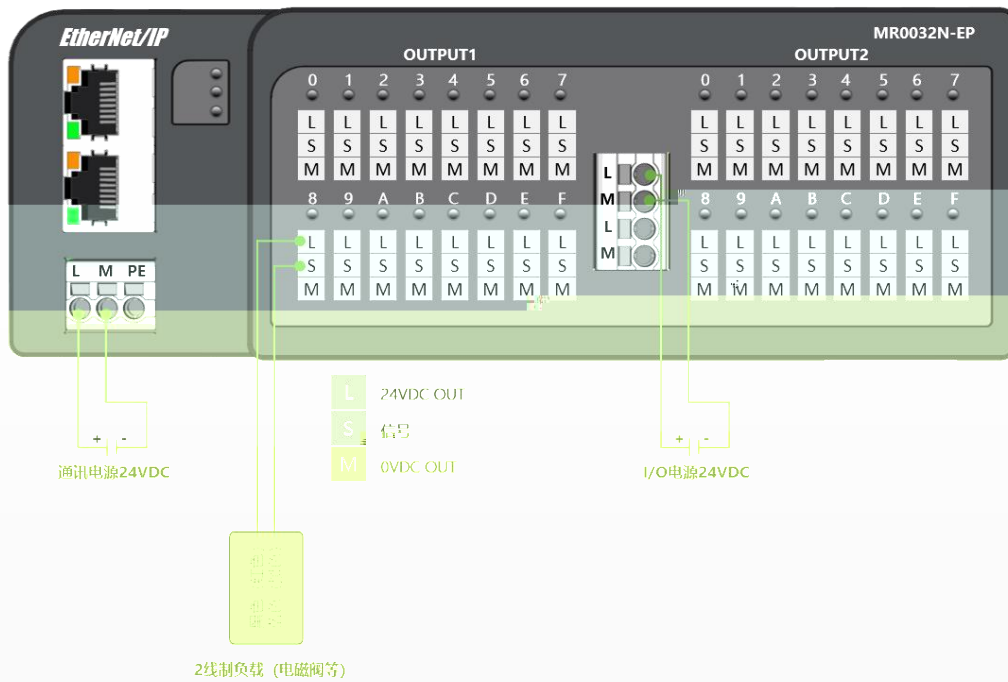 EtherNet/IP
MR0032N-EP
OUTPUT1
OUTPUT2
0 1 2 3 4 5 6 7
0 1 2 3 4 5 6 7
L L L L L L L L
L L L L L L L L
S S S S S S S S
S S S S S S S S
M M M M M M M M
M M M M M M M M
L
M
L
M
8 9 A B C D E F
8 9 A B C D E F
L L L L L L L L
L L L L L L L L
S S S S S S S S
S S S S S S S S
M M M M M M M M
M M M M M M M M
L M PE
L 24VDC OUT
S 信号
M 0VDC OUT
+ -
通讯电源24VDC
+ -
I/O电源24VDC
2线制负载 (电磁阀等)